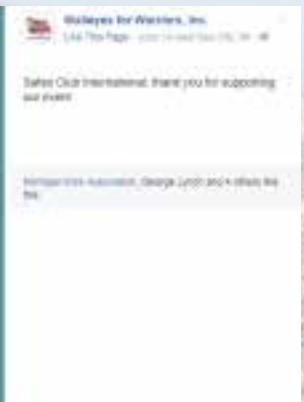 Walleyes for Warriors, Inc.
Like This Page
Safari Club International, thank you for supporting
our event!
Association, George Lynch and 4 others like
this.